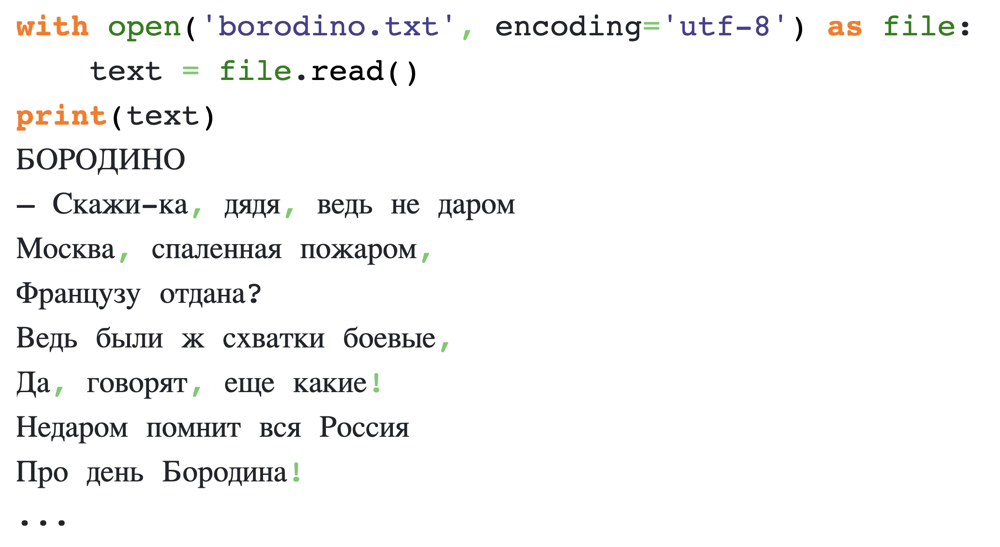 with open('borodino.txt', encoding='utf-8') as file:
    text = file.read()
print(text)
БОРОДИНО
— Скажи-ка, дядя, ведь не даром
Москва, спаленная пожаром,
Французу отдана?
Ведь были ж схватки боевые,
Да, говорят, еще какие!
Недаром помнит вся Россия
Про день Бородина!
...